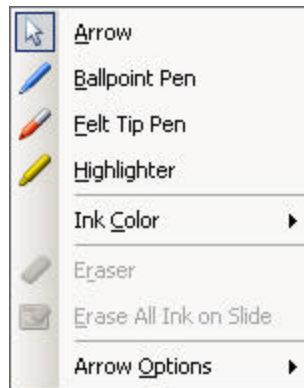 Arrow
Ballpoint Pen
Felt Tip Pen
Highlighter
Ink Color
Eraser
Erase All Ink on Slide
Arrow Options